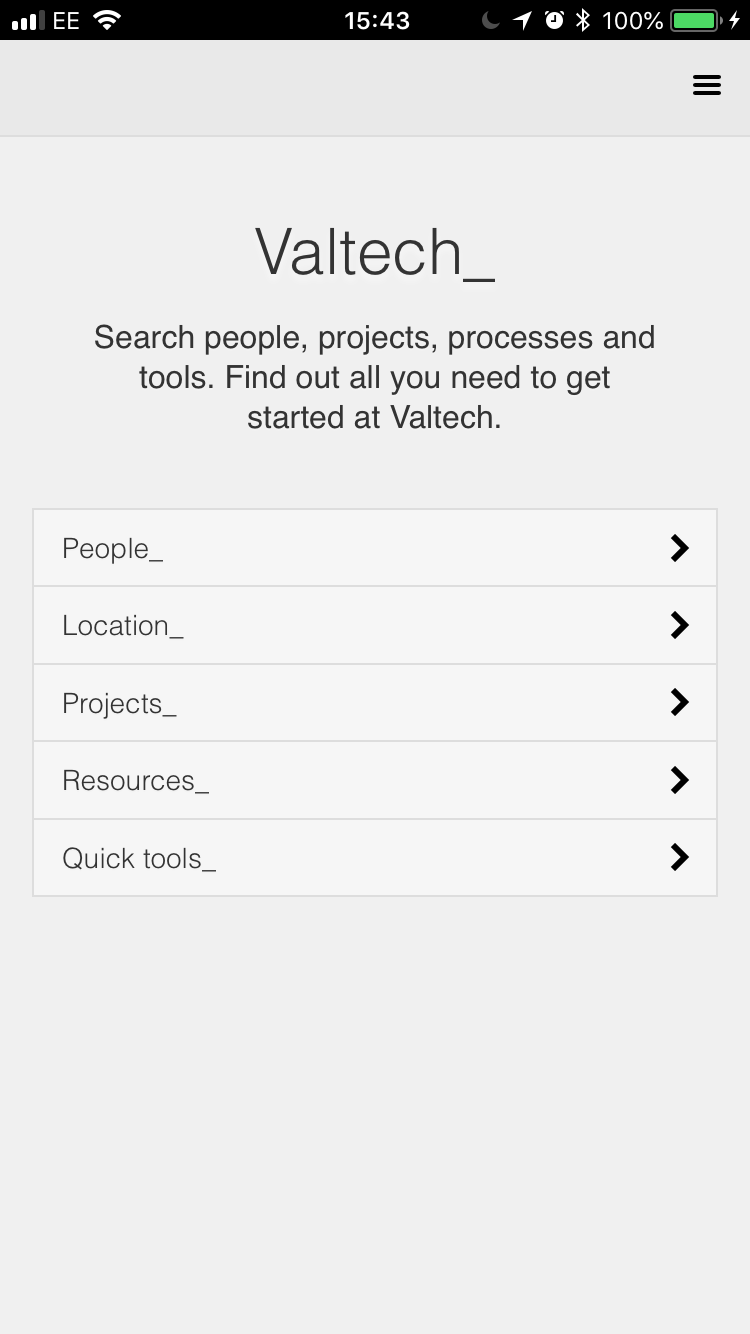 EE 15:43 100%
Valtech_
Search people, projects, processes and
tools. Find out all you need to get
started at Valtech.
People_
Location_
Projects_
Resources_
Quick tools_